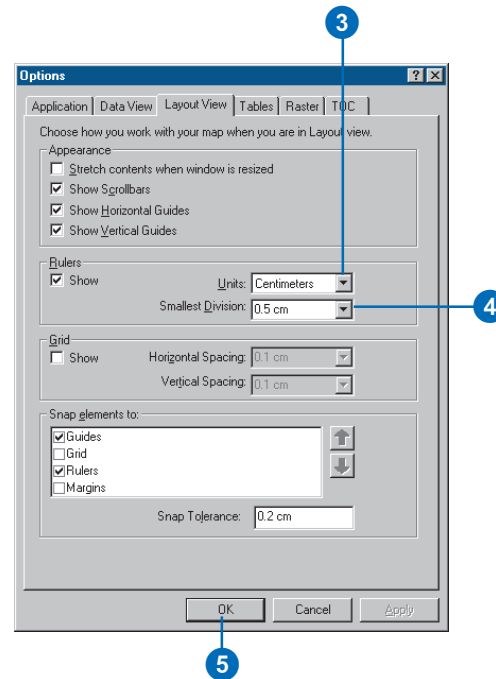 3
Options
Application Data View Layout View Tables Raster TOC
Choose how you work with your map when you are in Layout view.
Appearance
Stretch contents when window is resized
Show Scrollbars
Show Horizontal Guides
Show Vertical Guides
Rulers
Show Units: Centimeters
Smallest Division: 0.5 cm
4
Grid
Show Horizontal Spacing: 0.1 cm
Vertical Spacing: 0.1 cm
Snap elements to:
Guides
Grid
Rulers
Margins
Snap Tolerance: 0.2 cm
OK Cancel Apply
5